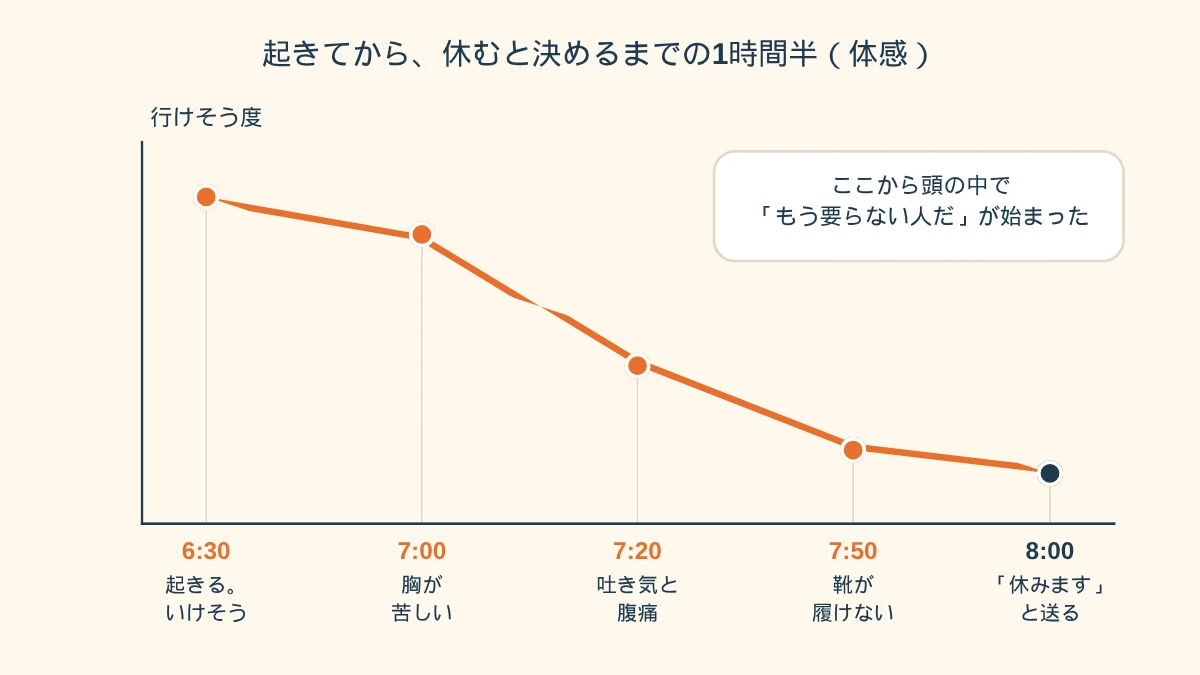 起きてから、休むと決めるまでの1時間半（体感）
行けそう度
ここから頭の中で
「もう要らない人だ」が始まった
6:30
起きる。
いけそう
7:00
胸が
苦しい
7:20
吐き気と
腹痛
7:50
靴が
履けない
8:00
「休みます」
と送る